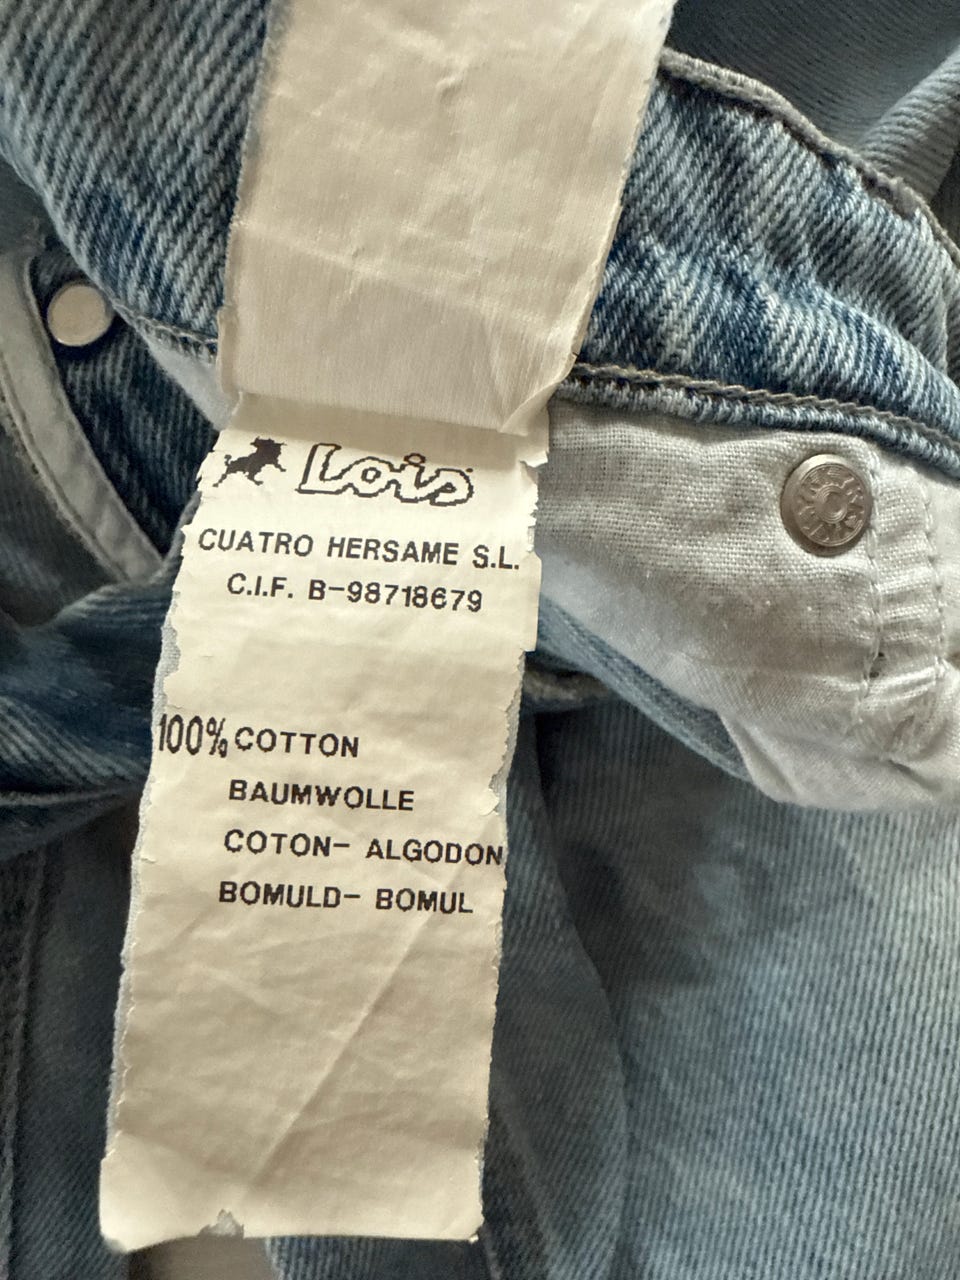 Lois
CUATRO HERSAME S.L.
C.I.F. B-98718679
100% COTTON
BAUMWOLLE
COTON- ALGODON
BOMULD- BOMUL